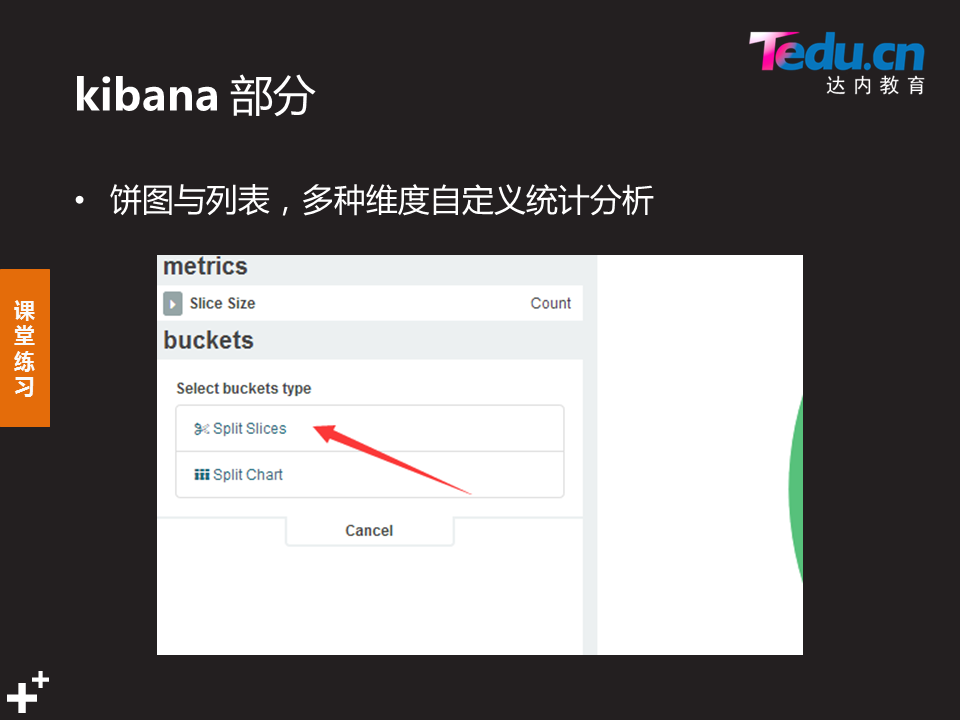 Tedu.cn
达内教育
kibana 部分
• 饼图与列表，多种维度自定义统计分析
课堂练习
metrics
Slice Size Count
buckets
Select buckets type
Split Slices
Split Chart
Cancel